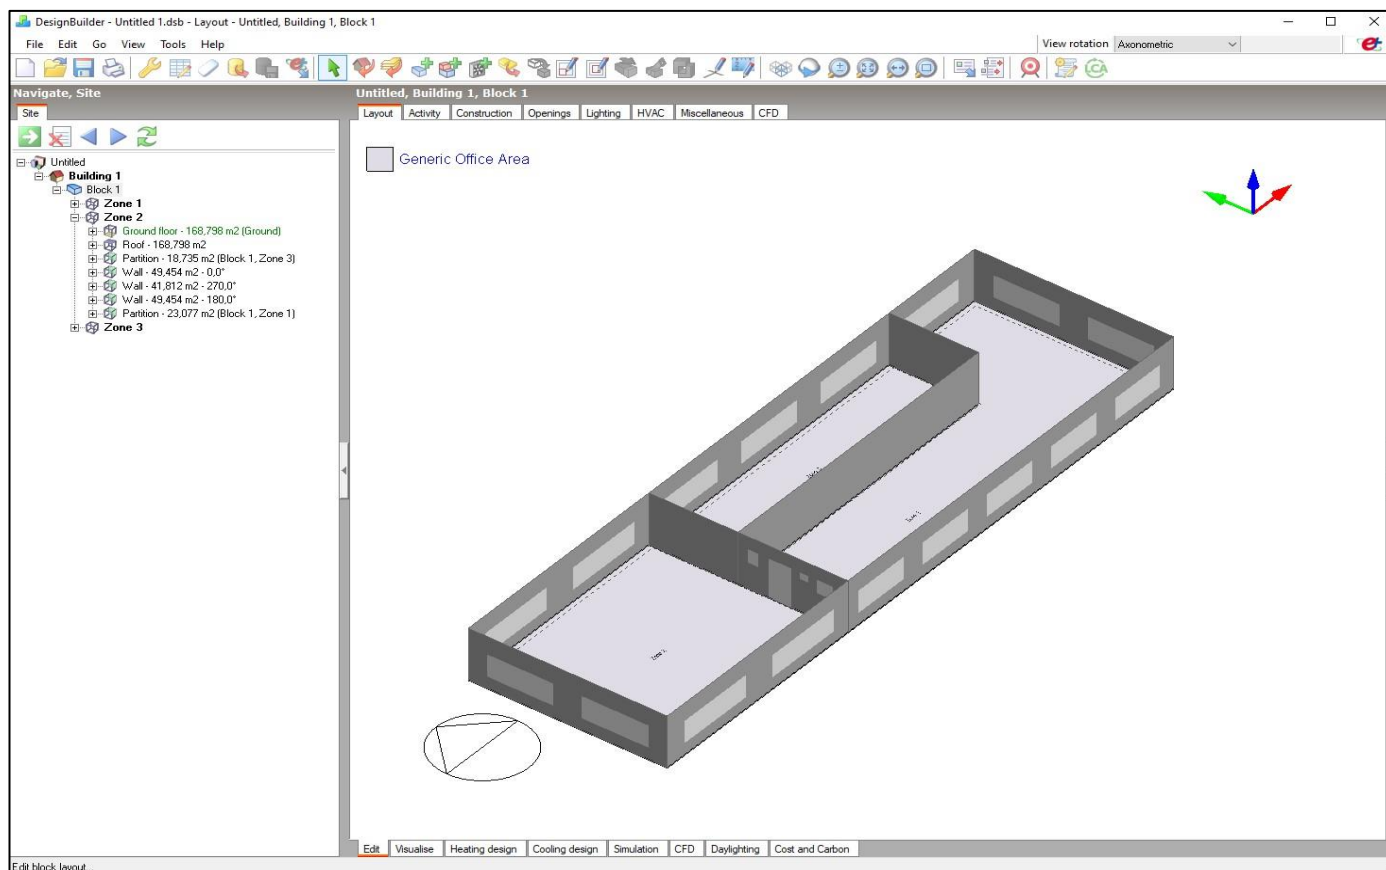 DesignBuilder - Untitled 1.dsb - Layout - Untitled, Building 1, Block 1
File Edit Go View Tools Help
View rotation Axonometric
Navigate, Site
Site
Untitled
Building 1
Block 1
Zone 1
Zone 2
Ground floor - 168,798 m2 (Ground)
Roof - 168,798 m2
Partition - 18,735 m2 (Block 1, Zone 3)
Wall - 49,454 m2 - 0,0°
Wall - 41,812 m2 - 270,0°
Wall - 49,454 m2 - 180,0°
Partition - 23,077 m2 (Block 1, Zone 1)
Zone 3
Untitled, Building 1, Block 1
Layout Activity Construction Openings Lighting HVAC Miscellaneous CFD
Generic Office Area
Edit Visualise Heating design Cooling design Simulation CFD Daylighting Cost and Carbon
Edit block layout...